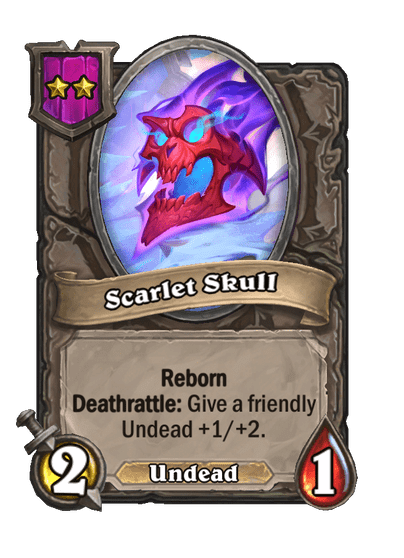 Scarlet Skull
Reborn
Deathrattle: Give a friendly
Undead +1/+2.
2
Undead
1